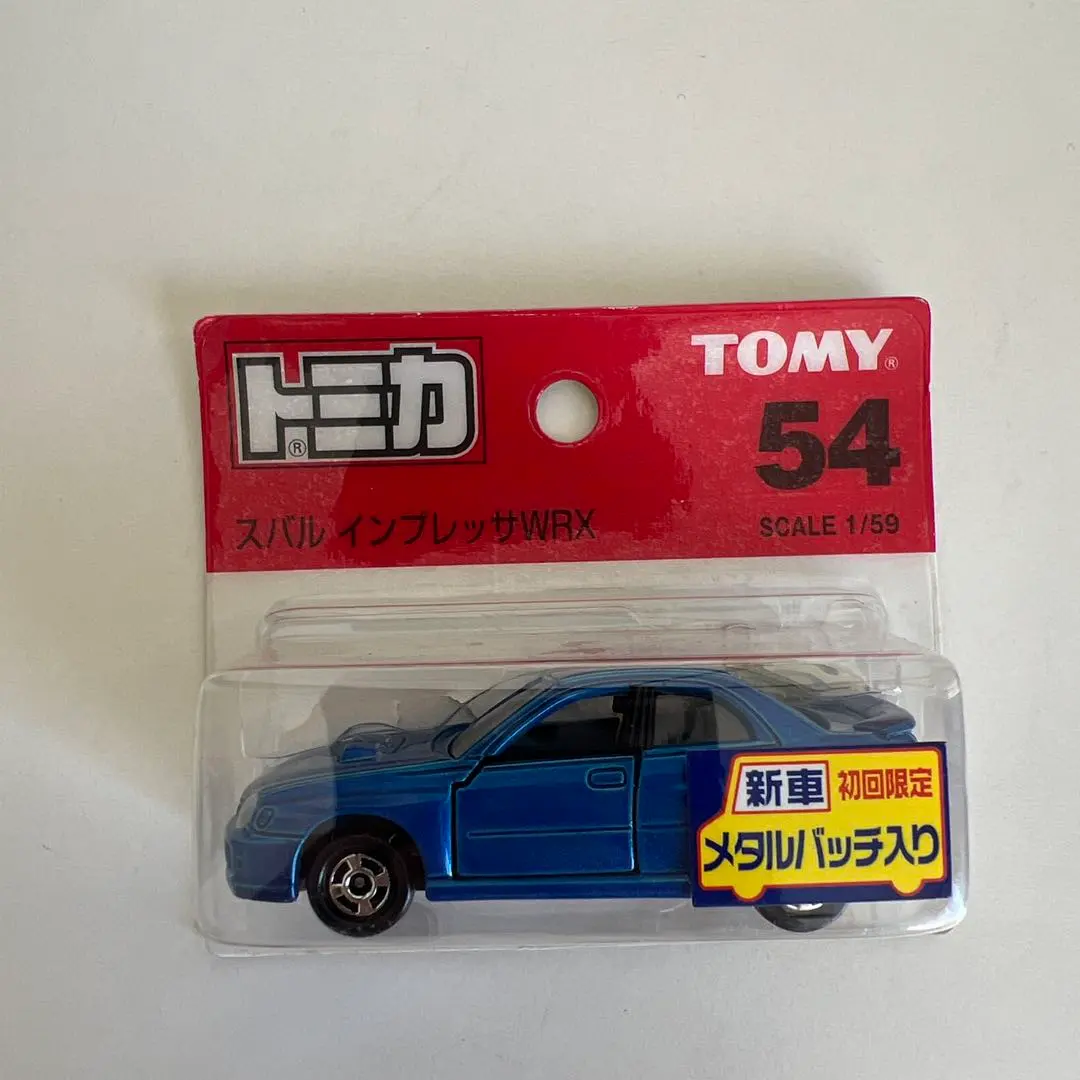 トミカ®
TOMY®
54
スバル インプレッサWRX
SCALE 1/59
新車 初回限定
メタルバッチ入り